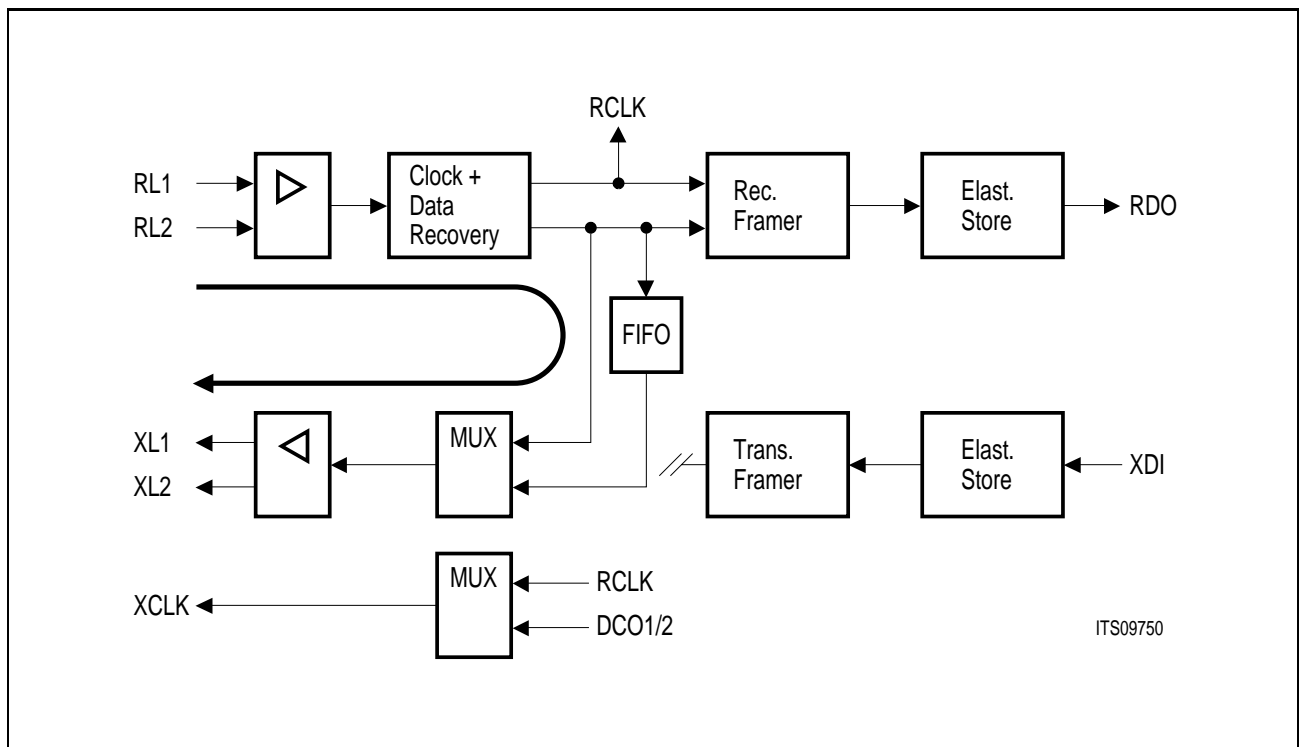 RCLK
RL1
RL2
Clock +
Data
Recovery
Rec.
Framer
Elast.
Store
RDO
FIFO
XL1
XL2
MUX
Trans.
Framer
Elast.
Store
XDI
XCLK
MUX
RCLK
DCO1/2
ITS09750